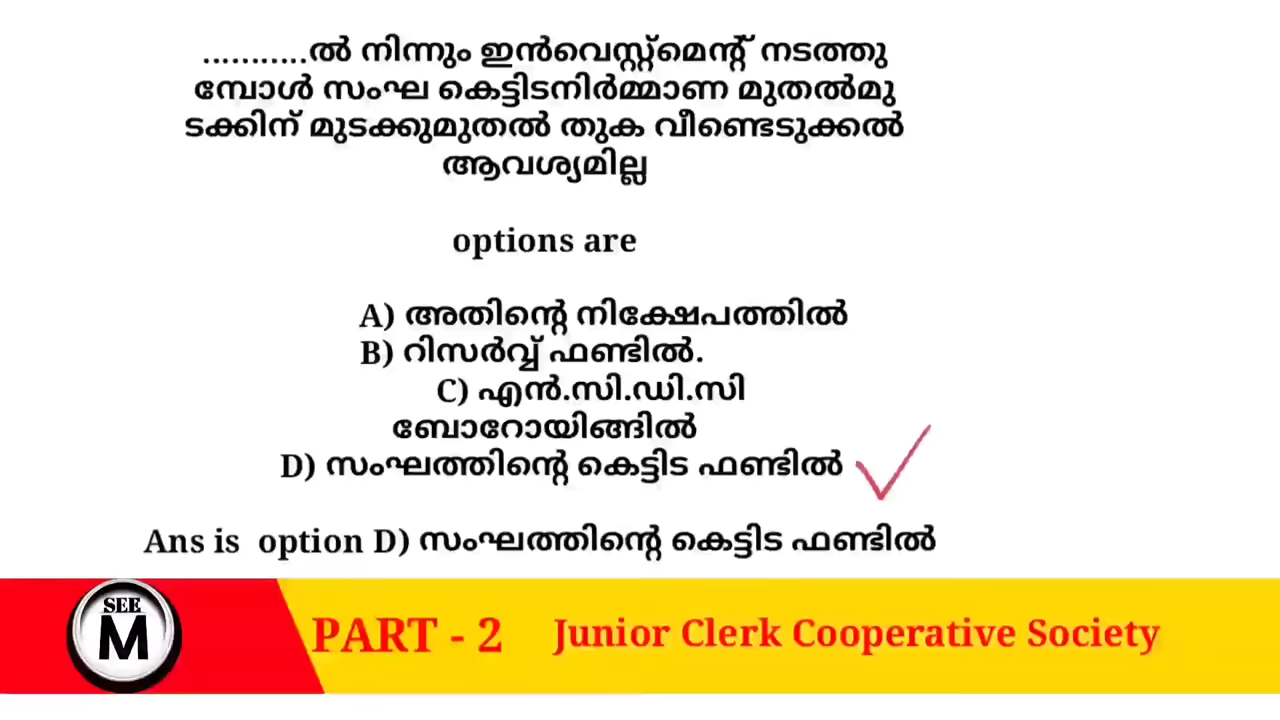 ...........ൽ നിന്നും ഇൻവെസ്റ്റ്മെന്റ് നടത്തു
മ്പോൾ സംഘ കെട്ടിടനിർമ്മാണ മുതൽമു
ടക്കിന് മുടക്കുമുതൽ തുക വീണ്ടെടുക്കൽ
ആവശ്യമില്ല
options are
A) അതിന്റെ നിക്ഷേപത്തിൽ
B) റിസർവ്വ് ഫണ്ടിൽ.
C) എൻ.സി.ഡി.സി
ബോറോയിങ്ങിൽ
D) സംഘത്തിന്റെ കെട്ടിട ഫണ്ടിൽ
Ans is option D) സംഘത്തിന്റെ കെട്ടിട ഫണ്ടിൽ
SEE
M
PART - 2 Junior Clerk Cooperative Society